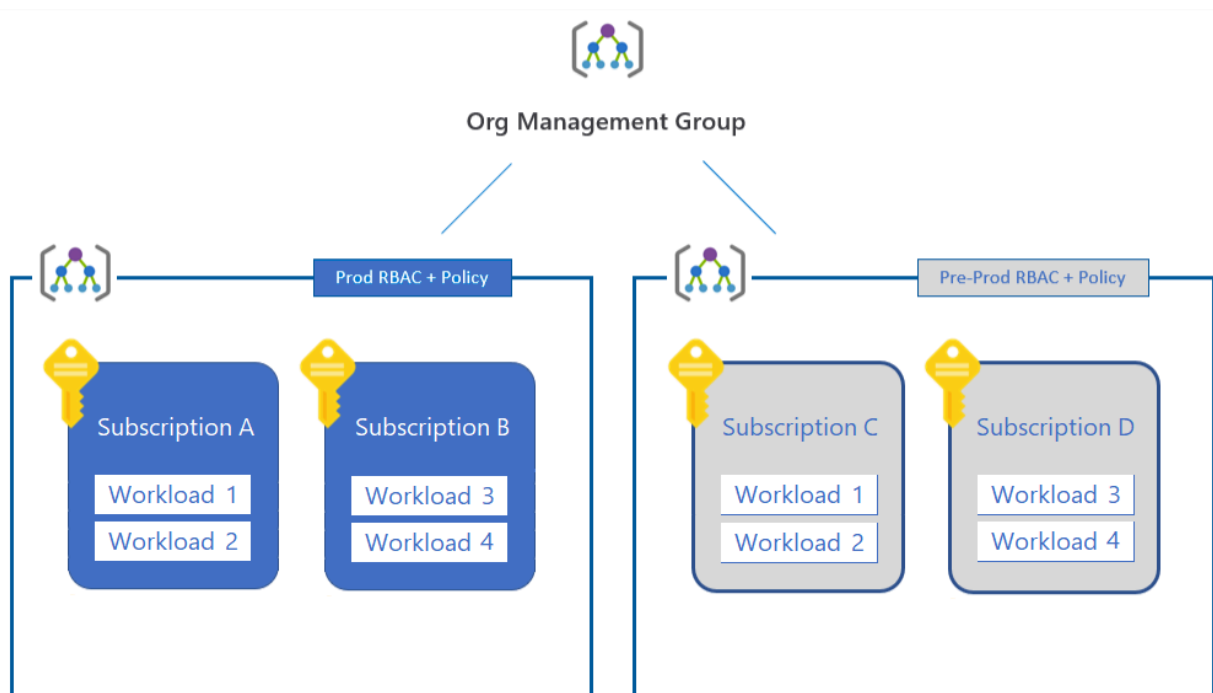 Org Management Group
Prod RBAC + Policy
Pre-Prod RBAC + Policy
Subscription A
Workload 1
Workload 2
Subscription B
Workload 3
Workload 4
Subscription C
Workload 1
Workload 2
Subscription D
Workload 3
Workload 4